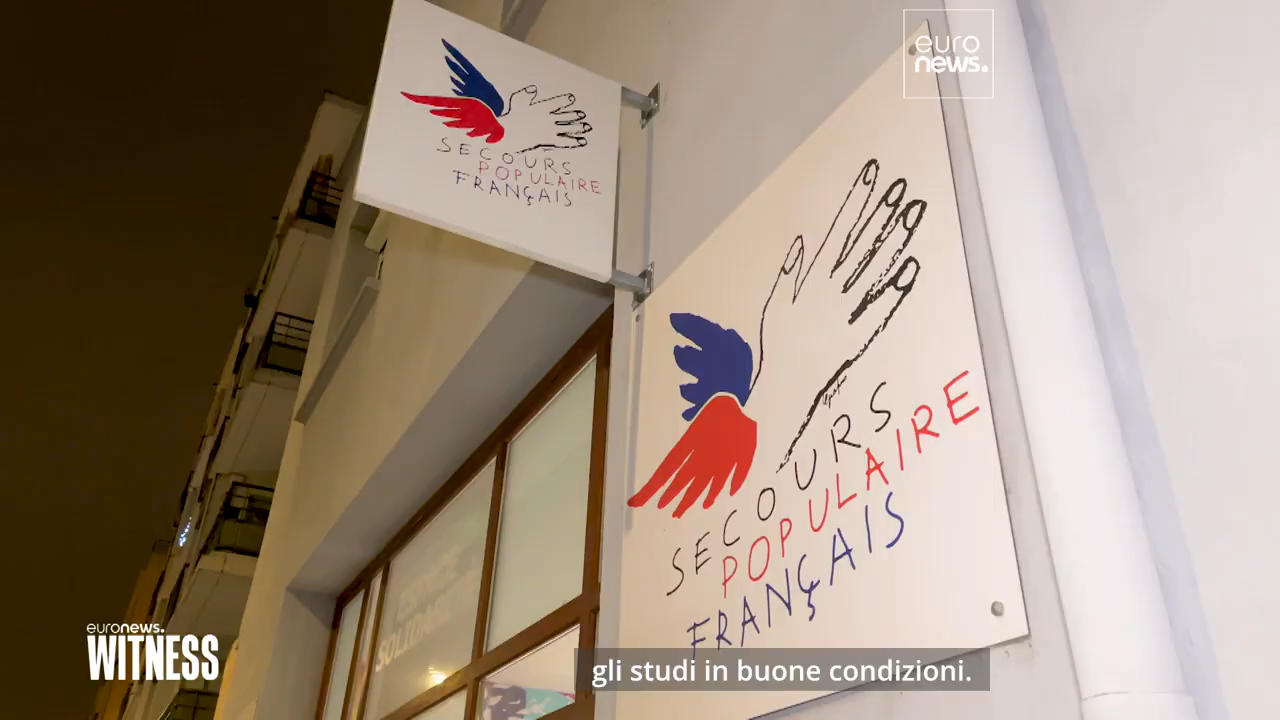 euro
news.
SECOURS
POPULAIRE
FRANÇAIS
SECOURS
POPULAIRE
FRANÇAIS
euronews.
WITNESS
gli studi in buone condizioni.